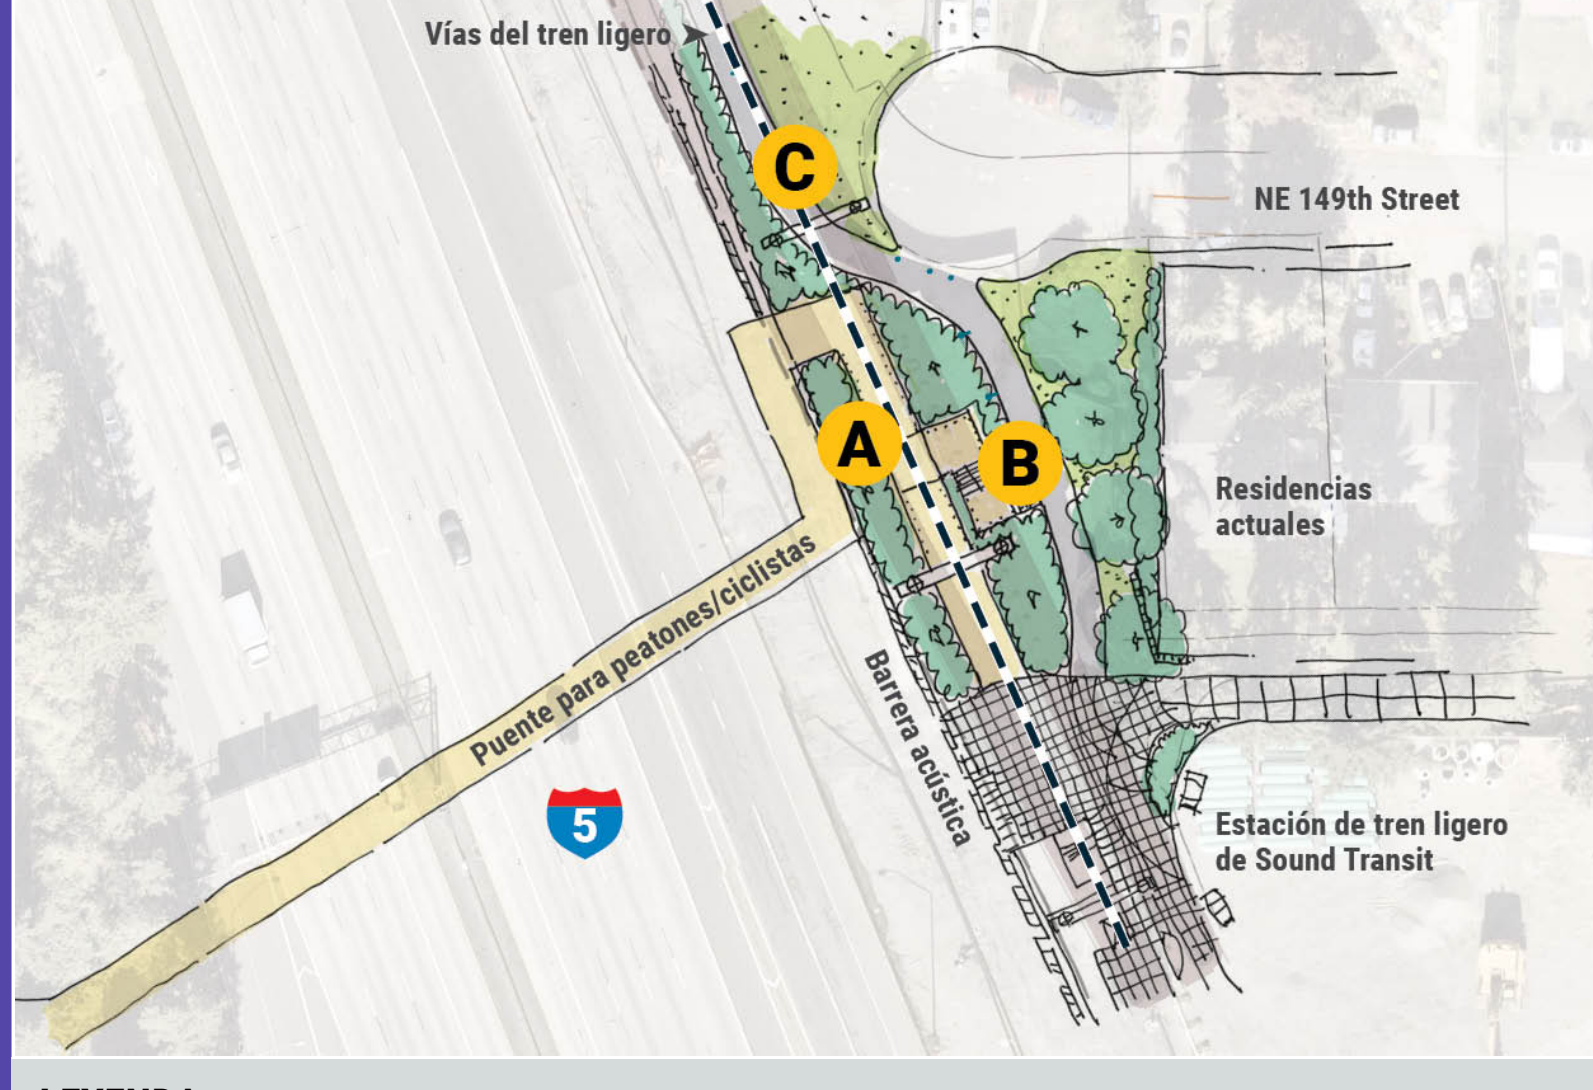 Vías del tren ligero
C
NE 149th Street
A
B
Residencias
actuales
Puente para peatones/ciclistas
Barrera acústica
5
Estación de tren ligero
de Sound Transit